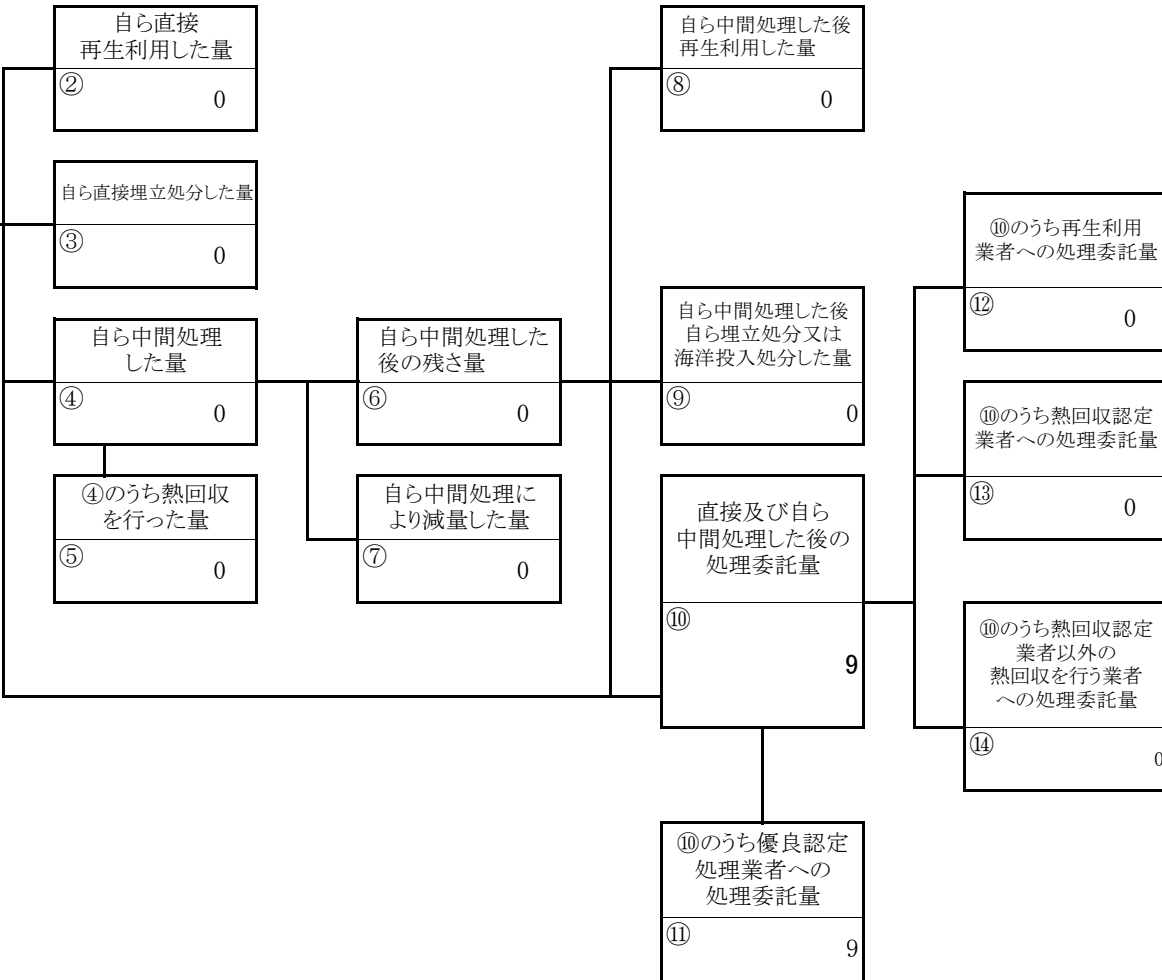 自ら直接
再生利用した量
②
0
自ら直接埋立処分した量
③
0
自ら中間処理
した量
④
0
④のうち熱回収
を行った量
⑤
0
自ら中間処理した
後の残さ量
⑥
0
自ら中間処理に
より減量した量
⑦
0
自ら中間処理した後
再生利用した量
⑧
0
自ら中間処理した後
自ら埋立処分又は
海洋投入処分した量
⑨
0
直接及び自ら
中間処理した後の
処理委託量
⑩
9
⑩のうち優良認定
処理業者への
処理委託量
⑪
9
⑩のうち再生利用
業者への処理委託量
⑫
0
⑩のうち熱回収認定
業者への処理委託量
⑬
0
⑩のうち熱回収認定
業者以外の
熱回収を行う業者
への処理委託量
⑭
0